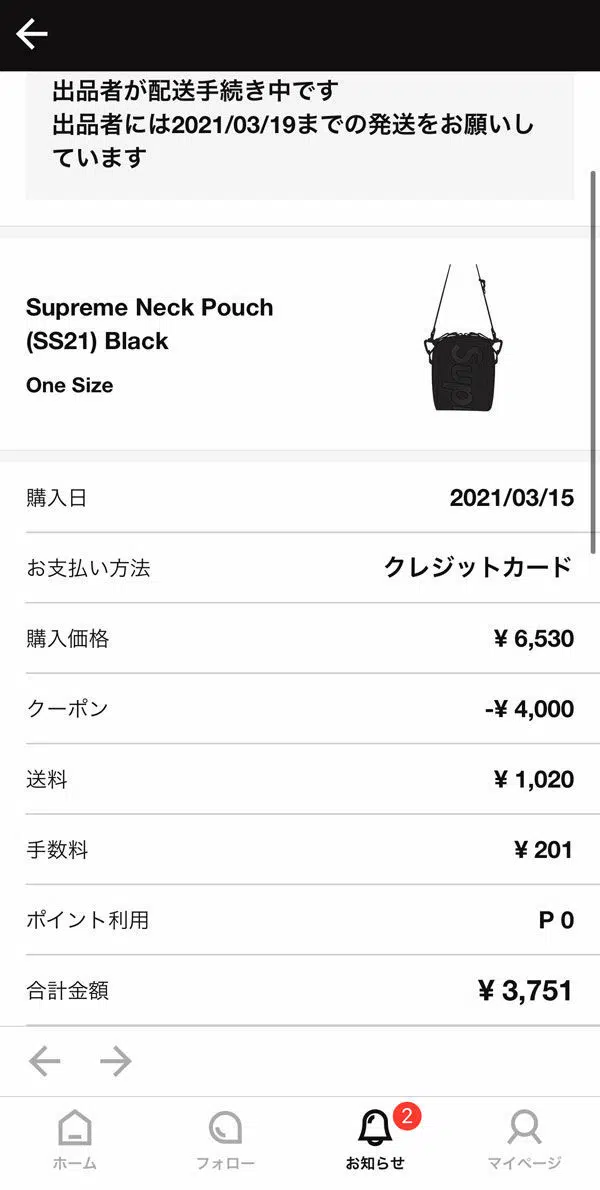 出品者が配送手続き中です
出品者には2021/03/19までの発送をお願いし
ています
Supreme Neck Pouch
(SS21) Black
One Size
Sup
購入日 2021/03/15
お支払い方法 クレジットカード
購入価格 ¥ 6,530
クーポン -¥ 4,000
送料 ¥ 1,020
手数料 ¥ 201
ポイント利用 P 0
合計金額 ¥ 3,751
2
ホーム フォロー お知らせ マイページ